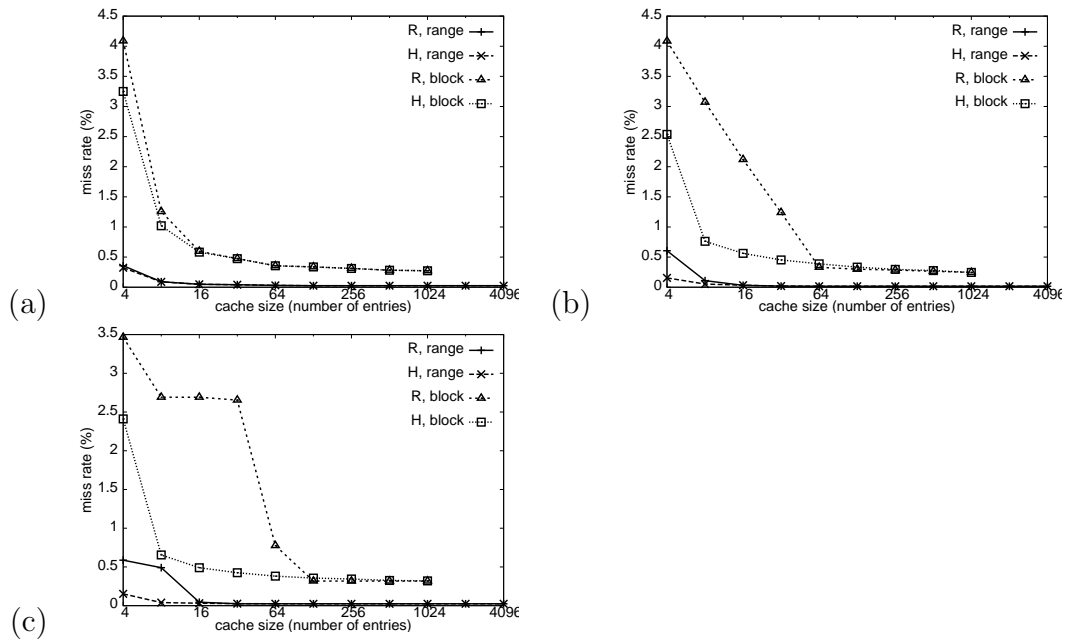 4.5
4
3.5
3
2.5
2
1.5
1
0.5
0
miss rate (%)
R, range
H, range
R, block
H, block
4 16 64 256 1024 4096
cache size (number of entries)
(a)
4.5
4
3.5
3
2.5
2
1.5
1
0.5
0
miss rate (%)
R, range
H, range
R, block
H, block
4 16 64 256 1024 4096
cache size (number of entries)
(b)
3.5
3
2.5
2
1.5
1
0.5
0
miss rate (%)
R, range
H, range
R, block
H, block
4 16 64 256 1024 4096
cache size (number of entries)
(c)